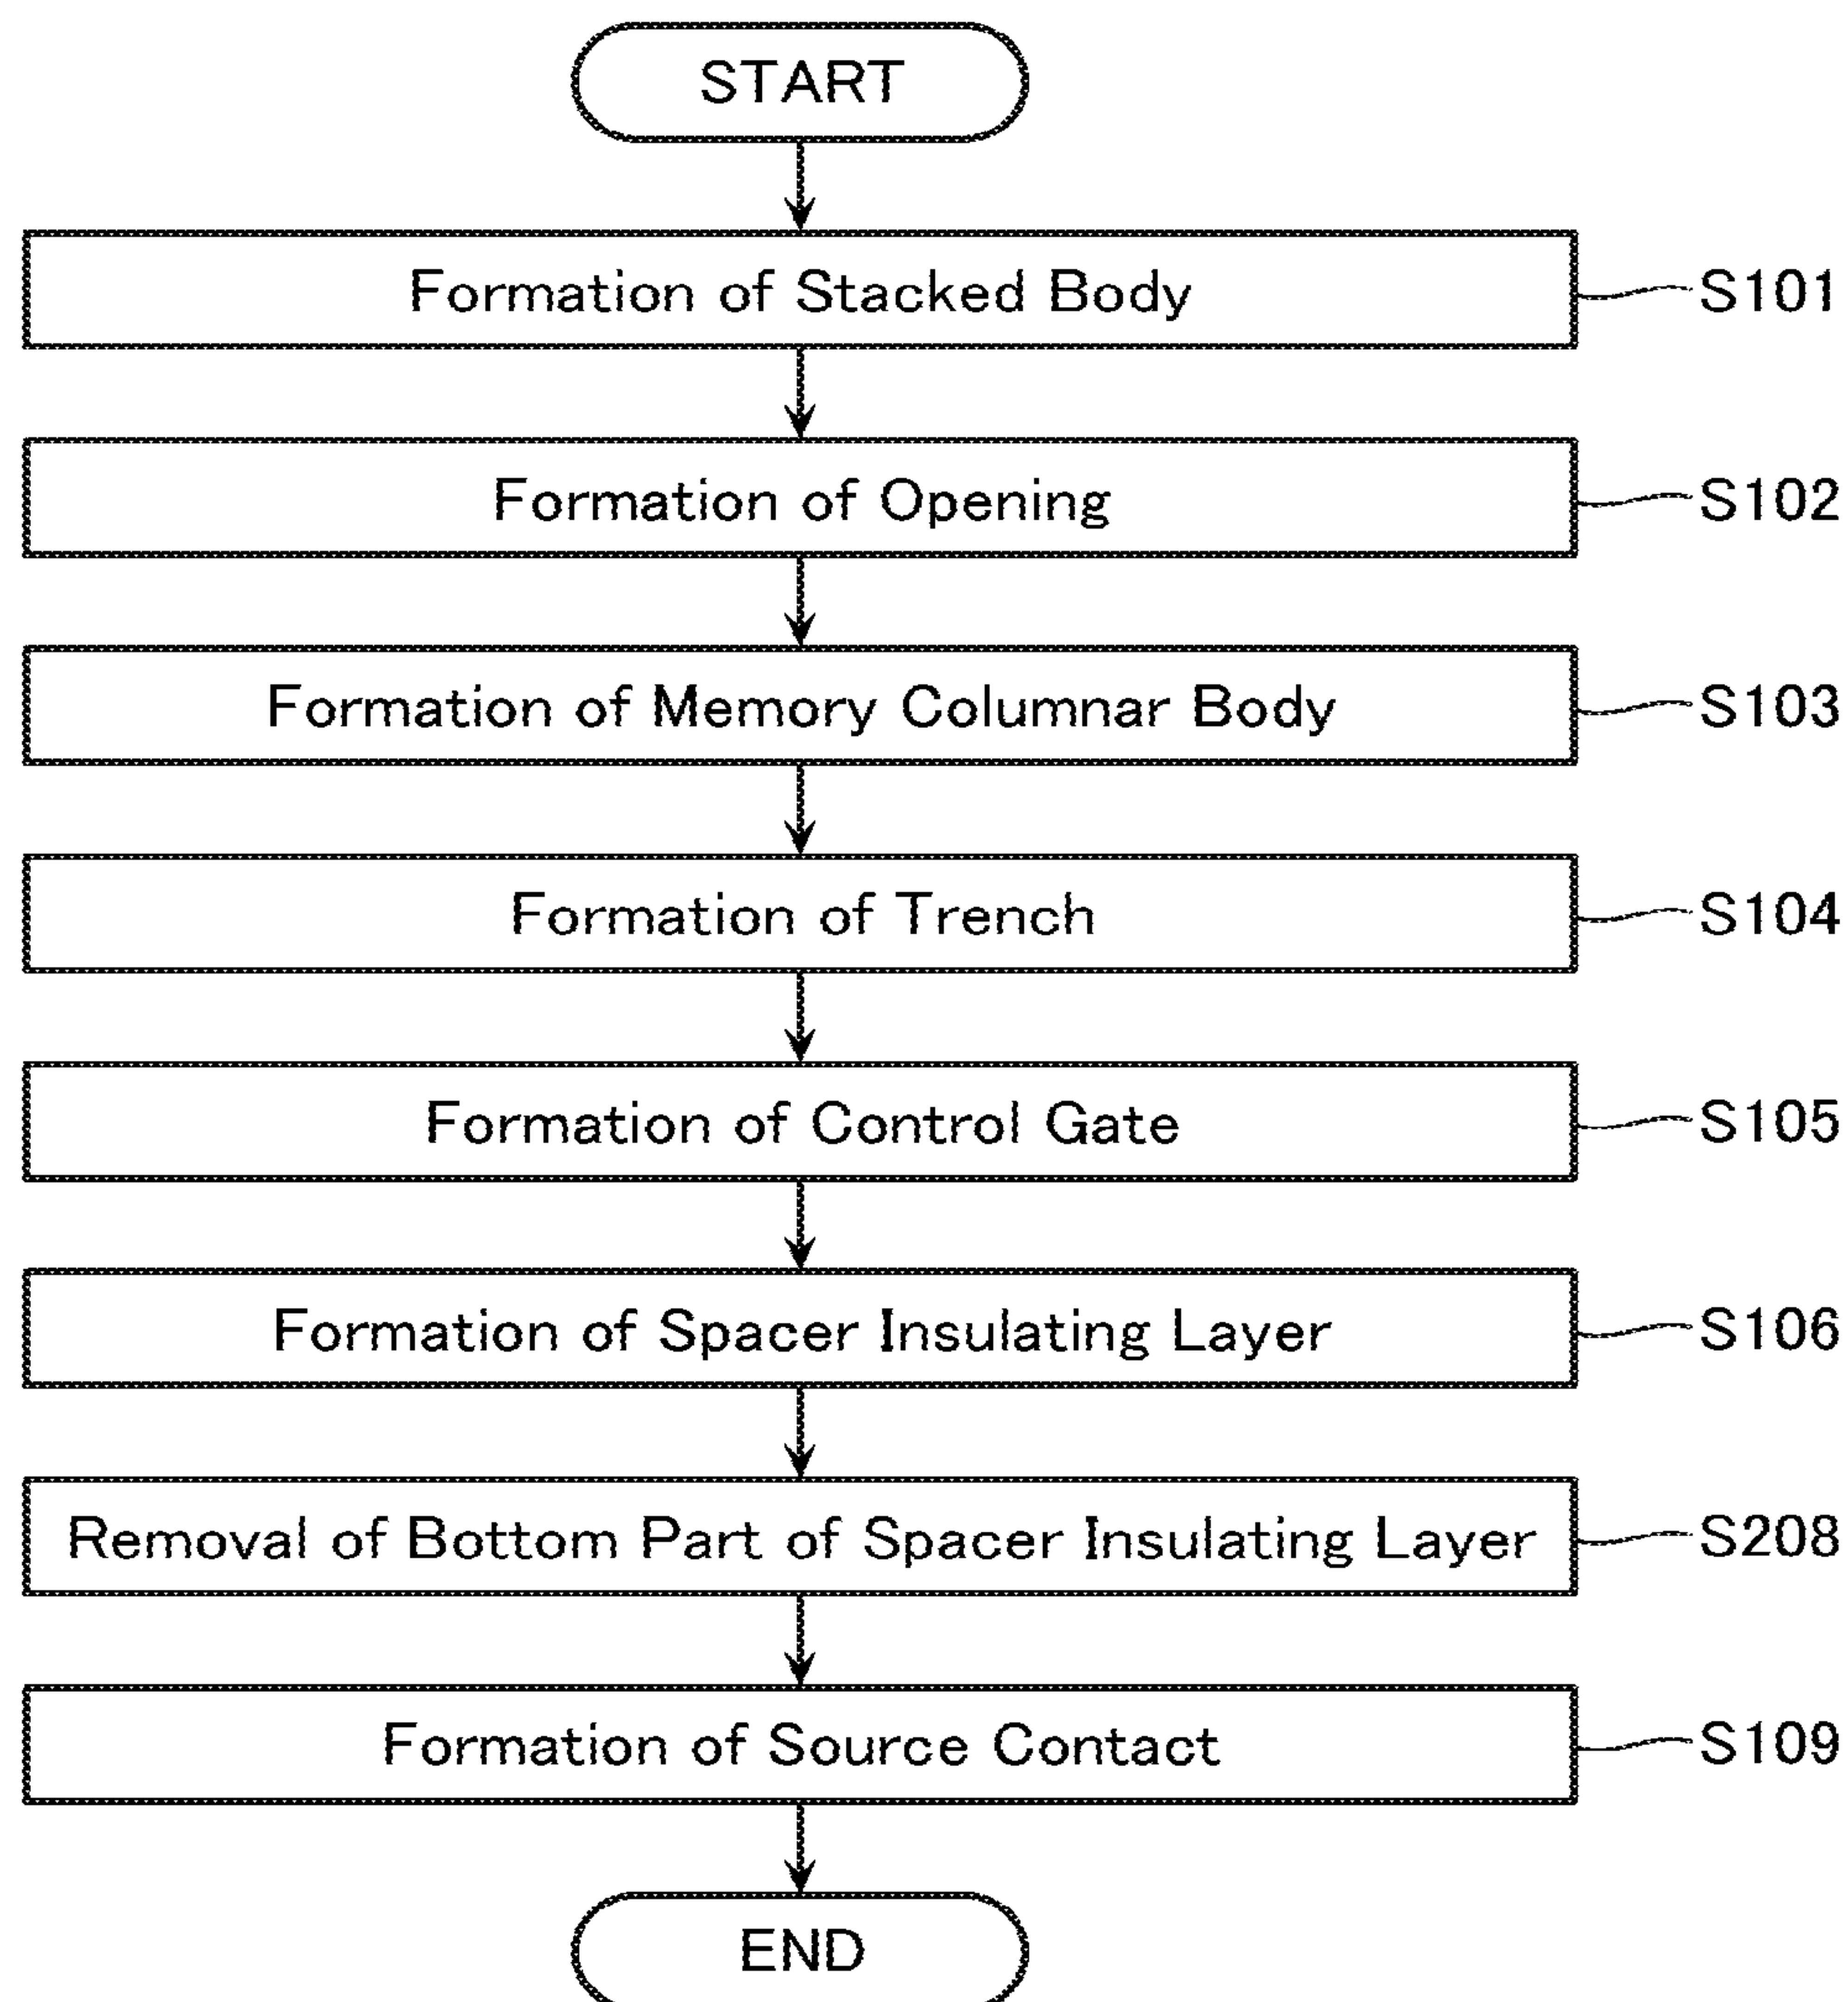 START
Formation of Stacked Body
S101
Formation of Opening
S102
Formation of Memory Columnar Body
S103
Formation of Trench
S104
Formation of Control Gate
S105
Formation of Spacer Insulating Layer
S106
Removal of Bottom Part of Spacer Insulating Layer
S208
Formation of Source Contact
S109
END